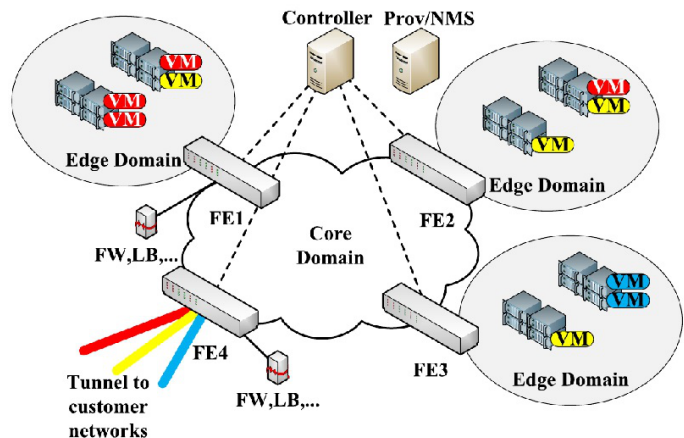 Controller Prov/NMS
VM
VM
VM
VM
Edge Domain
VM
VM
VM
Edge Domain
FE1
FE2
FW,LB,...
Core
Domain
VM
VM
VM
Edge Domain
FE4
FE3
FW,LB,...
Tunnel to
customer
networks